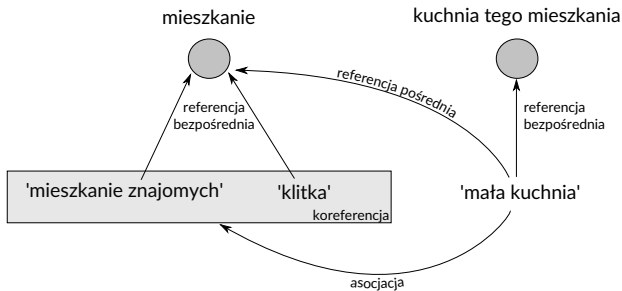 mieszkanie
kuchnia tego mieszkania
referencja pośrednia
referencja
bezpośrednia
referencja
bezpośrednia
'mieszkanie znajomych'
'klitka'
'mała kuchnia'
koreferencja
asocjacja